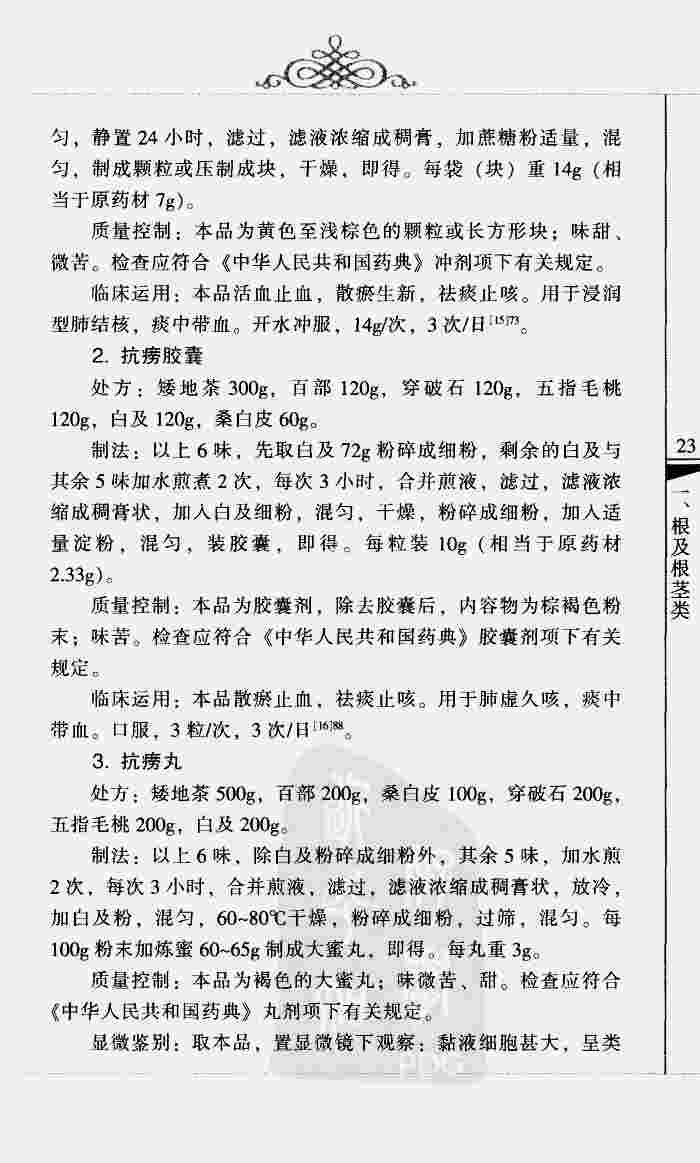 匀，静置 24 小时，滤过，滤液浓缩成稠膏，加蔗糖粉适量，混
匀，制成颗粒或压制成块，干燥，即得。每袋（块）重 14g（相
当于原药材 7g）。
质量控制：本品为黄色至浅棕色的颗粒或长方形块；味甜、
微苦。检查应符合《中华人民共和国药典》冲剂项下有关规定。
临床运用：本品活血止血，散瘀生新，祛痰止咳。用于浸润
型肺结核，痰中带血。开水冲服，14g/次，3 次/日[15]73。
2. 抗痨胶囊
处方：矮地茶 300g，百部 120g，穿破石 120g，五指毛桃
120g，白及 120g，桑白皮 60g。
制法：以上 6 味，先取白及 72g 粉碎成细粉，剩余的白及与
其余 5 味加水煎煮 2 次，每次 3 小时，合并煎液，滤过，滤液浓
缩成稠膏状，加入白及细粉，混匀，干燥，粉碎成细粉，加入适
量淀粉，混匀，装胶囊，即得。每粒装 10g（相当于原药材
2.33g）。
质量控制：本品为胶囊剂，除去胶囊后，内容物为棕褐色粉
末；味苦。检查应符合《中华人民共和国药典》胶囊剂项下有关
规定。
临床运用：本品散瘀止血，祛痰止咳。用于肺虚久咳，痰中
带血。口服，3 粒/次，3 次/日[16]88。
3. 抗痨丸
处方：矮地茶 500g，百部 200g，桑白皮 100g，穿破石 200g，
五指毛桃 200g，白及 200g。
制法：以上 6 味，除白及粉碎成细粉外，其余 5 味，加水煎
2 次，每次 3 小时，合并煎液，滤过，滤液浓缩成稠膏状，放冷，
加白及粉，混匀，60~80℃干燥，粉碎成细粉，过筛，混匀。每
100g 粉末加炼蜜 60~65g 制成大蜜丸，即得。每丸重 3g。
质量控制：本品为褐色的大蜜丸；味微苦、甜。检查应符合
《中华人民共和国药典》丸剂项下有关规定。
显微鉴别：取本品，置显微镜下观察：黏液细胞甚大，呈类
23
一、根及根茎类